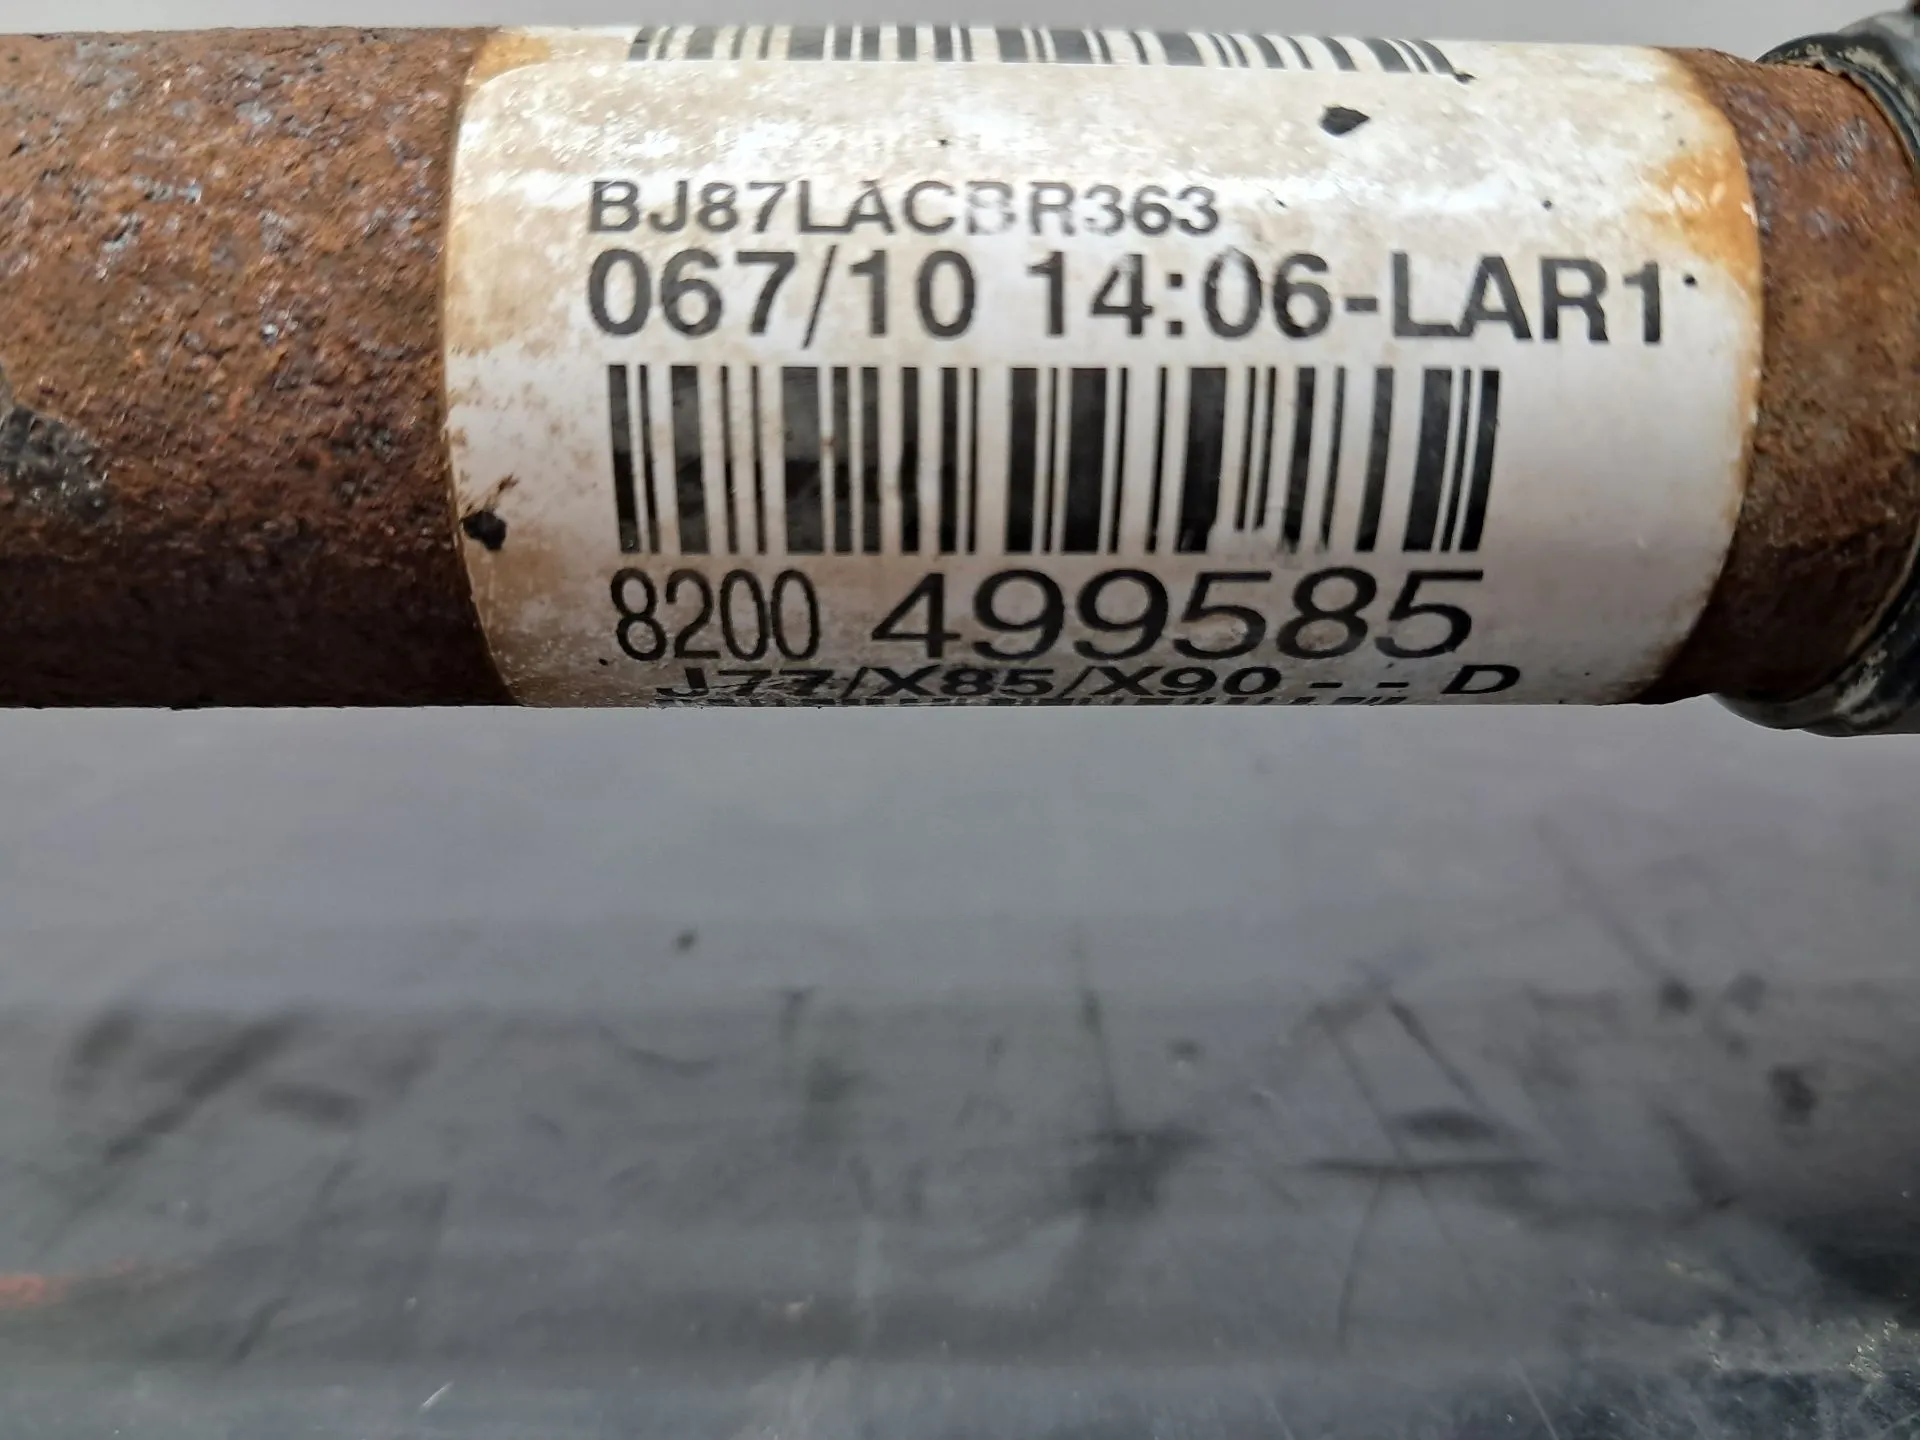 BJ87LACBR363
067/10 14:06-LAR1
8200 499585
J77/X85/X90 - - D